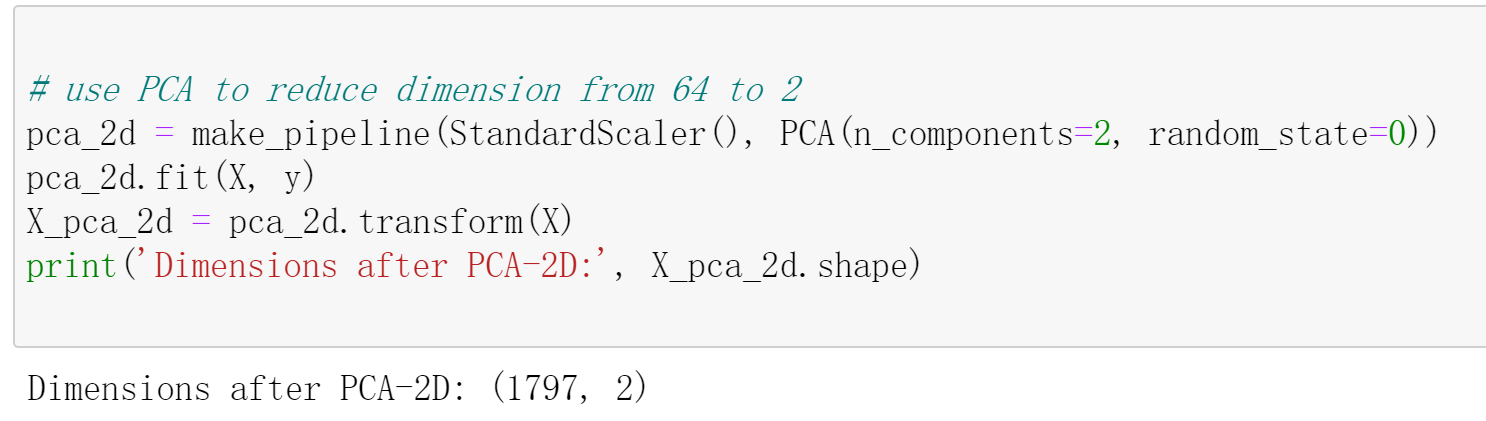 # use PCA to reduce dimension from 64 to 2
pca_2d = make_pipeline(StandardScaler(), PCA(n_components=2, random_state=0))
pca_2d.fit(X, y)
X_pca_2d = pca_2d.transform(X)
print('Dimensions after PCA-2D:', X_pca_2d.shape)
Dimensions after PCA-2D: (1797, 2)